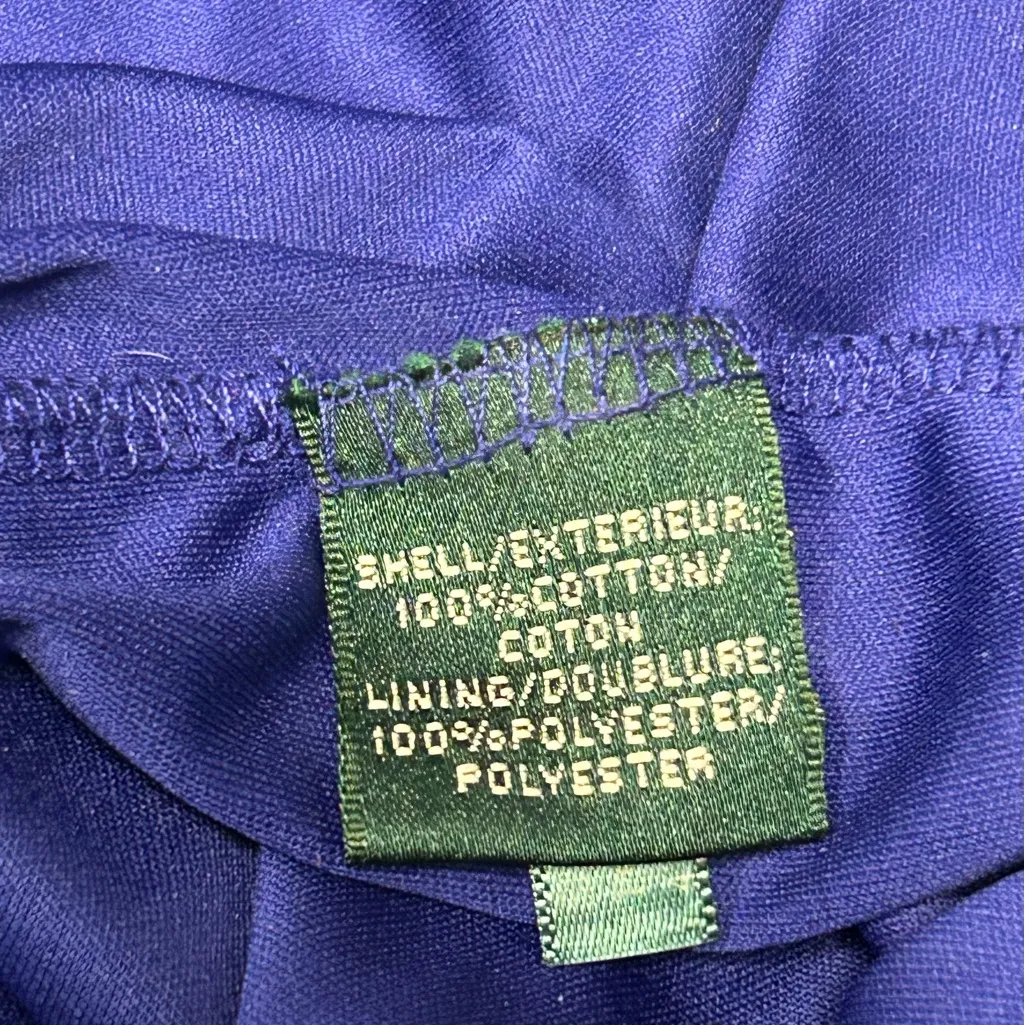 SHELL/EXTERIEUR:
100%COTTON/
COTON
LINING/DOUBLURE:
100%POLYESTER/
POLYESTER